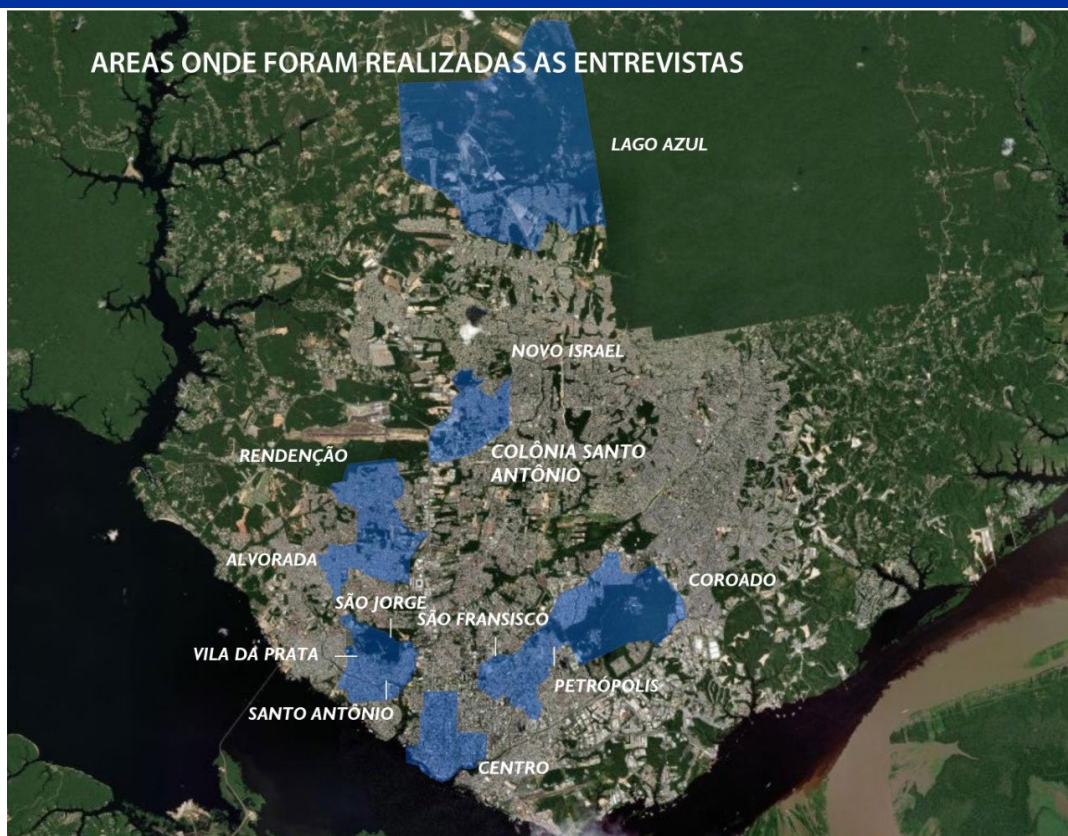 AREAS ONDE FORAM REALIZADAS AS ENTREVISTAS
LAGO AZUL
NOVO ISRAEL
RENDENÇÃO
COLÔNIA SANTO
ANTÔNIO
ALVORADA
COROADO
SÃO JORGE
SÃO FRANSISCO
VILA DA PRATA
PETRÓPOLIS
SANTO ANTÔNIO
CENTRO